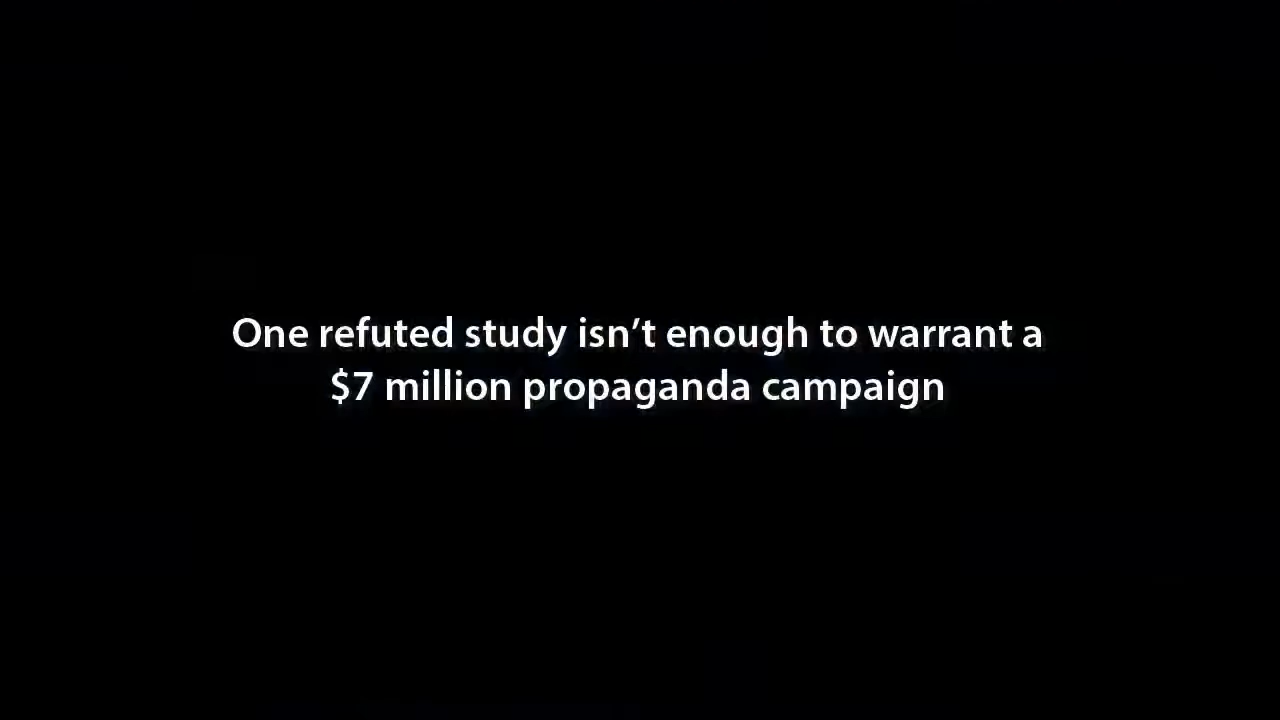 One refuted study isn’t enough to warrant a
$7 million propaganda campaign